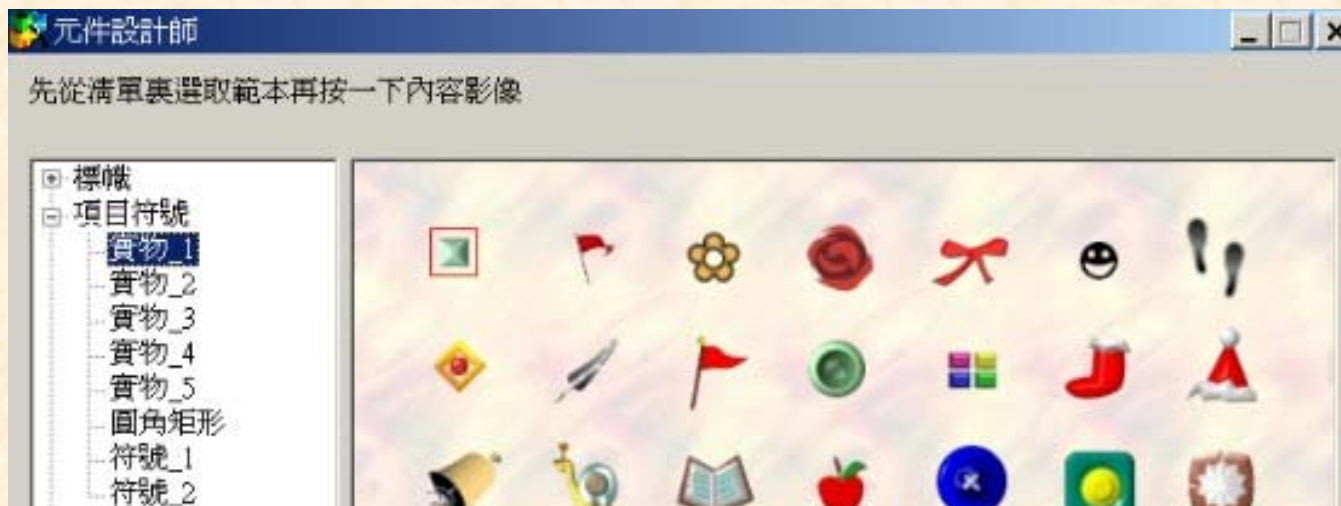 元件設計師
先從清單裏選取範本再按一下內容影像
標幟
項目符號
實物_1
實物_2
實物_3
實物_4
實物_5
圓角矩形
符號_1
符號_2